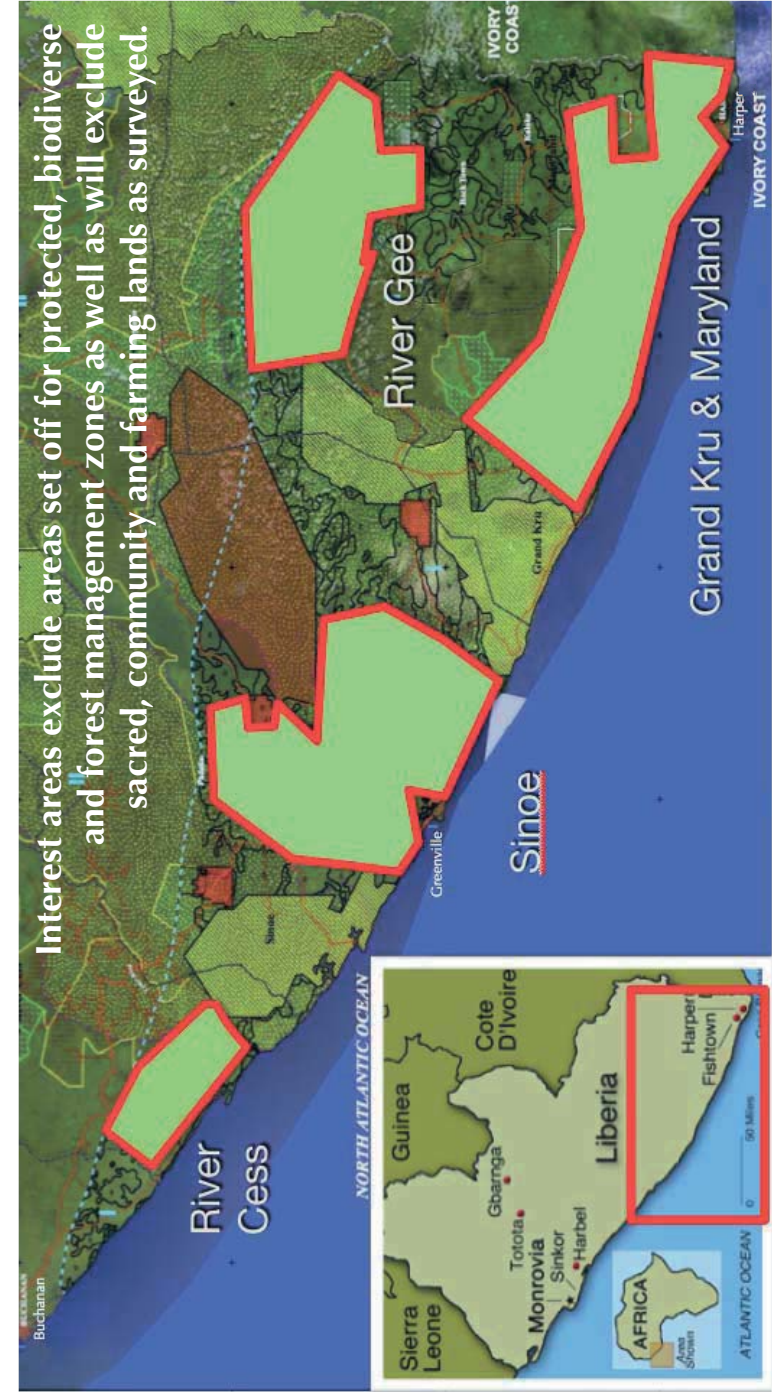 Interest areas exclude areas set off for protected, biodiverse
and forest management zones as well as will exclude
sacred, community and farming lands as surveyed.
BUCHANAN
Buchanan
River
Cess
Sinoe
Greenville
Sinoe
NORTH ATLANTIC OCEAN
Grand Kru
River Gee
Grand Kru & Maryland
IVORY
COAST
Harper
IVORY COAST
Sierra
Leone
Guinea
Cote
D'Ivoire
Gbarnga
Totota
Monrovia
Sinkor
Harbel
Liberia
Harper
Fishtown
AFRICA
Area
Shown
0
50 Miles
ATLANTIC OCEAN